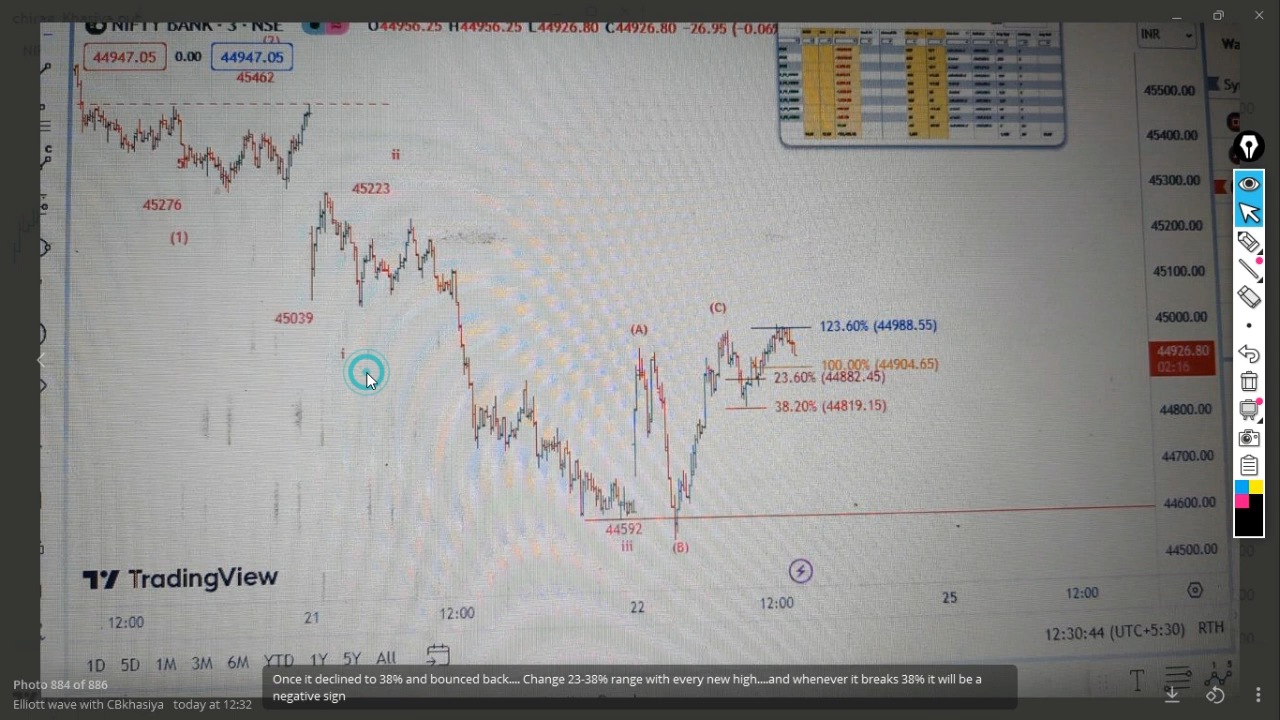 NIFTY BANK · 3 · NSE
O44956.25 H44956.25 L44926.80 C44926.80 −26.95 (−0.06
INR
44947.05 0.00 44947.05
(2)
45462
5
45276
(1)
ii
45223
45039
i
(A)
(C)
123.60% (44988.55)
100.00% (44904.65)
23.60% (44882.45)
38.20% (44819.15)
44592
iii
(B)
45500.00
45400.00
45300.00
45200.00
45100.00
45000.00
44926.80
02:16
44800.00
44700.00
44600.00
44500.00
TradingView
12:00 21 12:00 22 12:00 25 12:00
12:30:44 (UTC+5:30) RTH
1D 5D 1M 3M 6M YTD 1Y 5Y All
Photo 884 of 886
Elliott wave with CBkhasiya today at 12:32
Once it declined to 38% and bounced back.... Change 23-38% range with every new high....and whenever it breaks 38% it will be a
negative sign